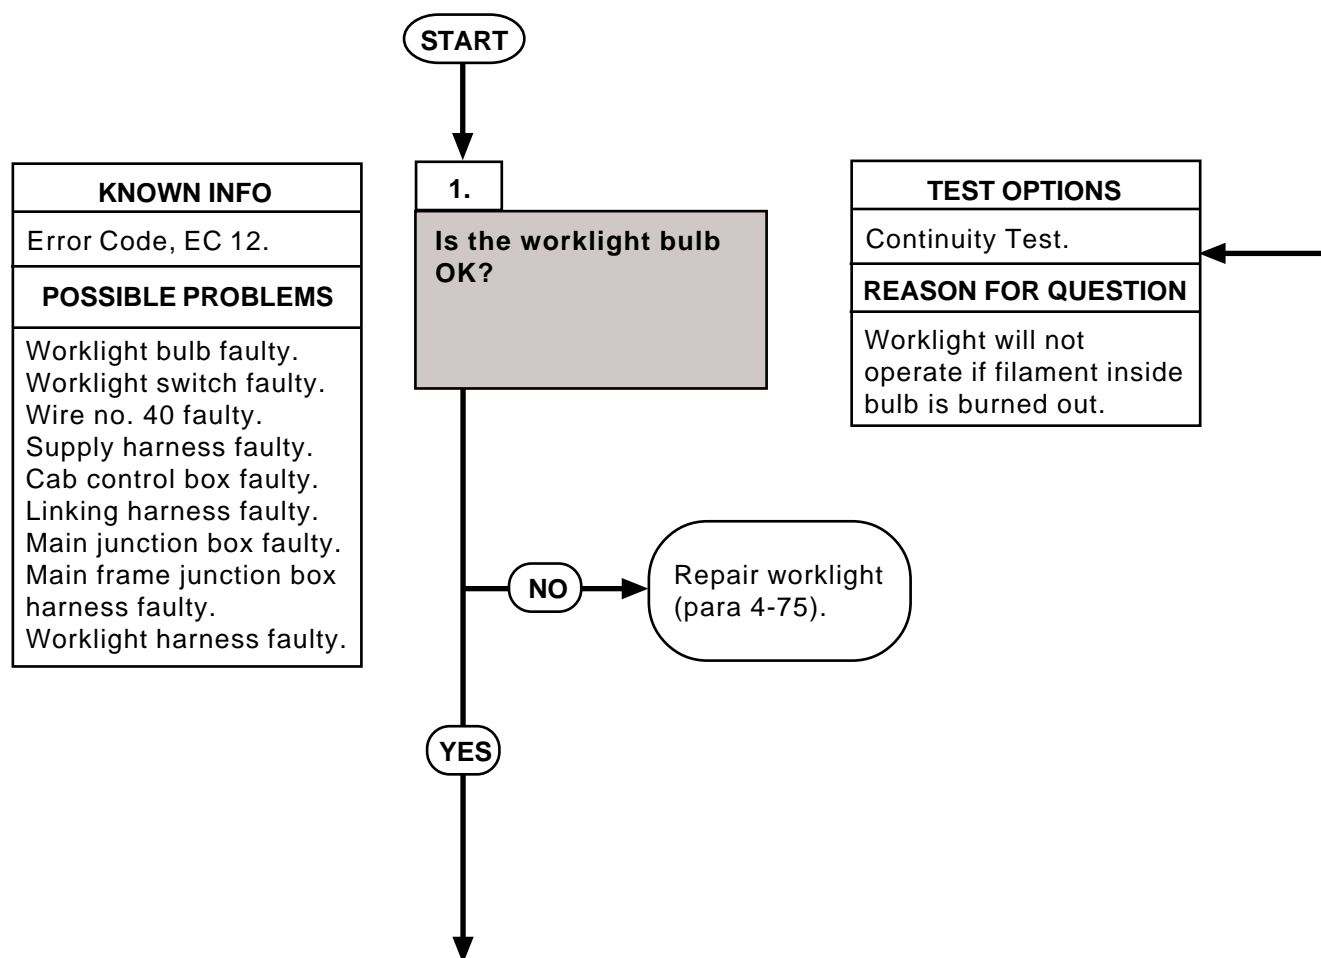 START
KNOWN INFO
Error Code, EC 12.
POSSIBLE PROBLEMS
Worklight bulb faulty.
Worklight switch faulty.
Wire no. 40 faulty.
Supply harness faulty.
Cab control box faulty.
Linking harness faulty.
Main junction box faulty.
Main frame junction box
harness faulty.
Worklight harness faulty.
1.
Is the worklight bulb
OK?
TEST OPTIONS
Continuity Test.
REASON FOR QUESTION
Worklight will not
operate if filament inside
bulb is burned out.
NO
Repair worklight
(para 4-75).
YES